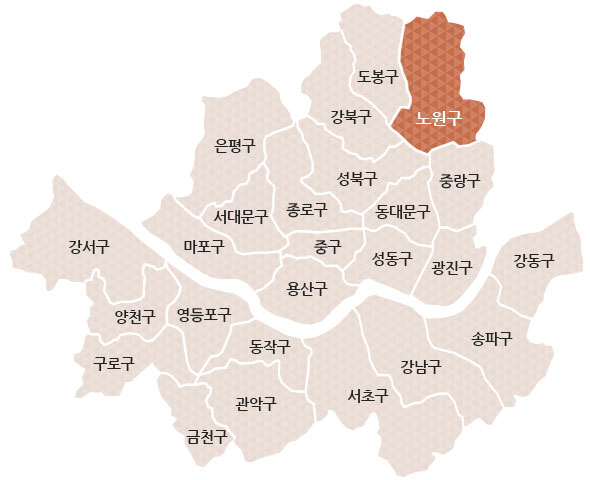 도봉구
강북구
노원구
은평구
성북구
중랑구
서대문구
종로구
동대문구
강서구
마포구
중구
성동구
광진구
강동구
용산구
양천구
영등포구
송파구
동작구
구로구
강남구
서초구
관악구
금천구